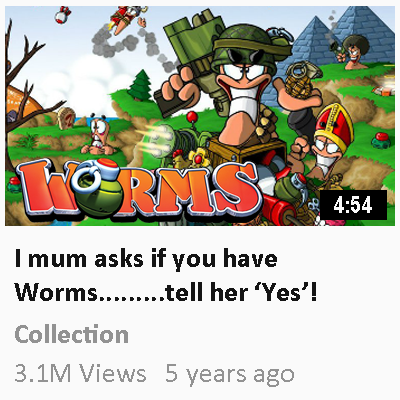 WORMS
4:54
I mum asks if you have
Worms.........tell her ‘Yes’!
Collection
3.1M Views 5 years ago